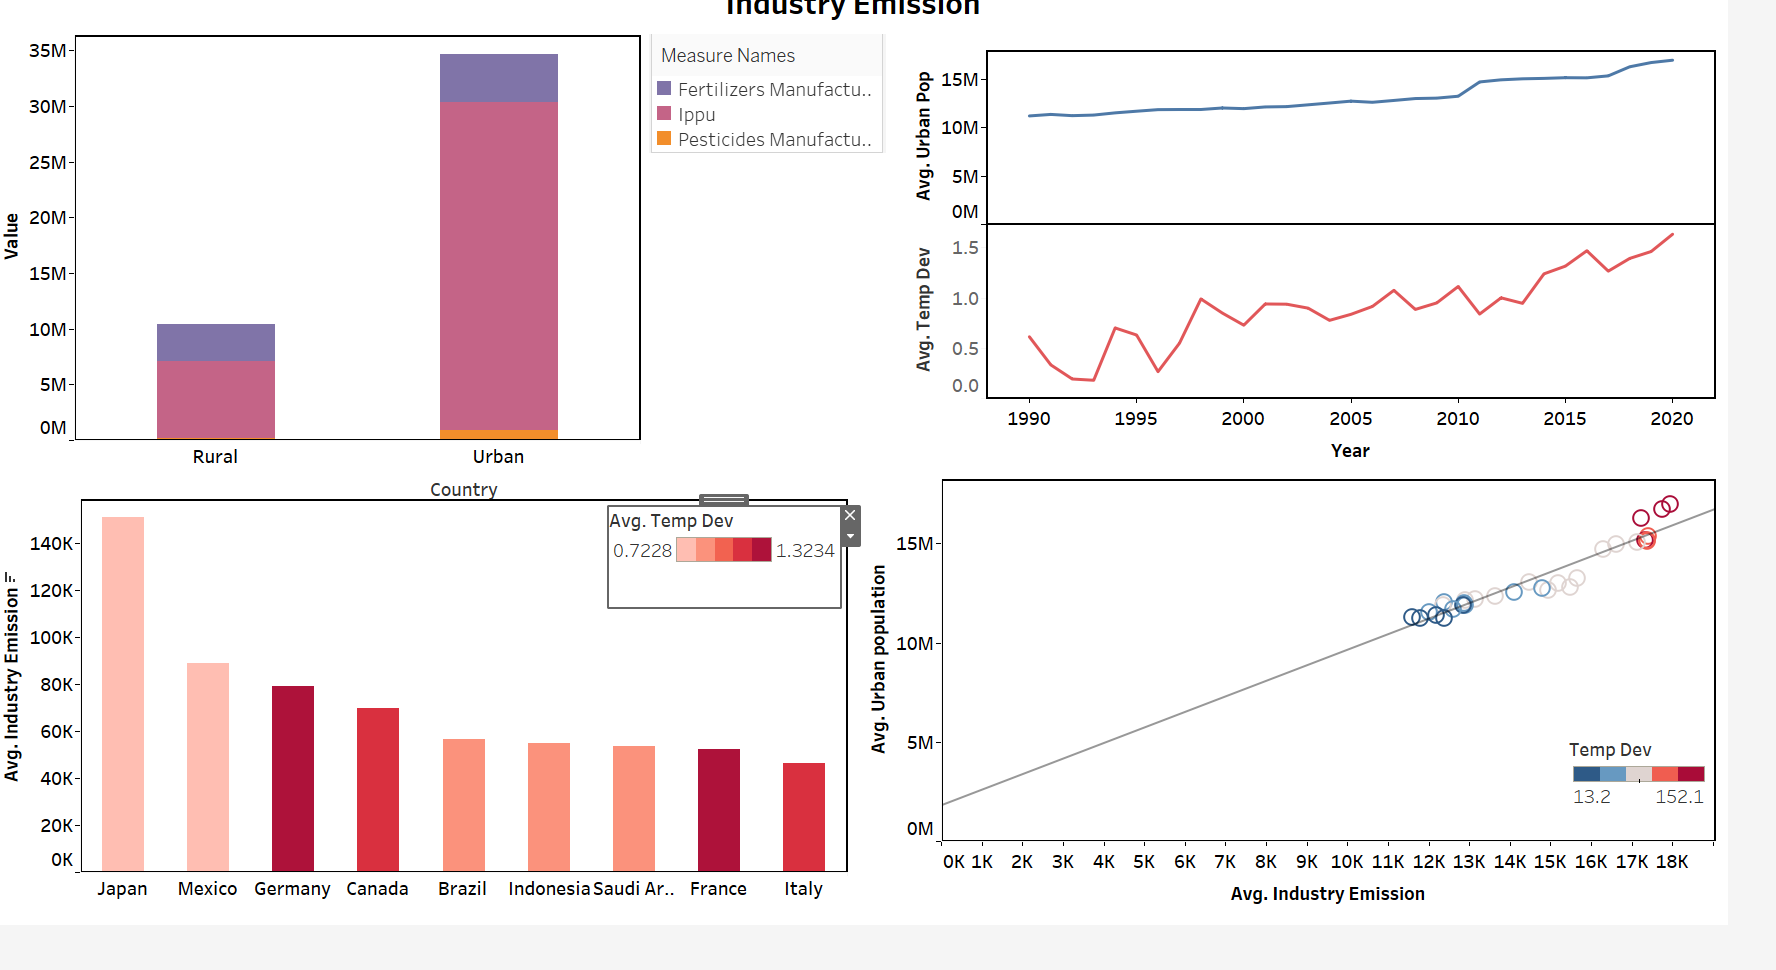 Industry Emission
35M
30M
25M
20M
15M
10M
5M
0M
Value
Rural Urban
Measure Names
Fertilizers Manufactu..
Ippu
Pesticides Manufactu..
Avg. Urban Pop
15M
10M
5M
0M
Avg. Temp Dev
1.5
1.0
0.5
0.0
1990 1995 2000 2005 2010 2015 2020
Year
Country
Avg. Industry Emission
140K
120K
100K
80K
60K
40K
20K
0K
Avg. Temp Dev
0.7228 1.3234
Japan Mexico Germany Canada Brazil Indonesia Saudi Ar.. France Italy
Avg. Urban population
15M
10M
5M
0M
Temp Dev
13.2 152.1
0K 1K 2K 3K 4K 5K 6K 7K 8K 9K 10K 11K 12K 13K 14K 15K 16K 17K 18K
Avg. Industry Emission